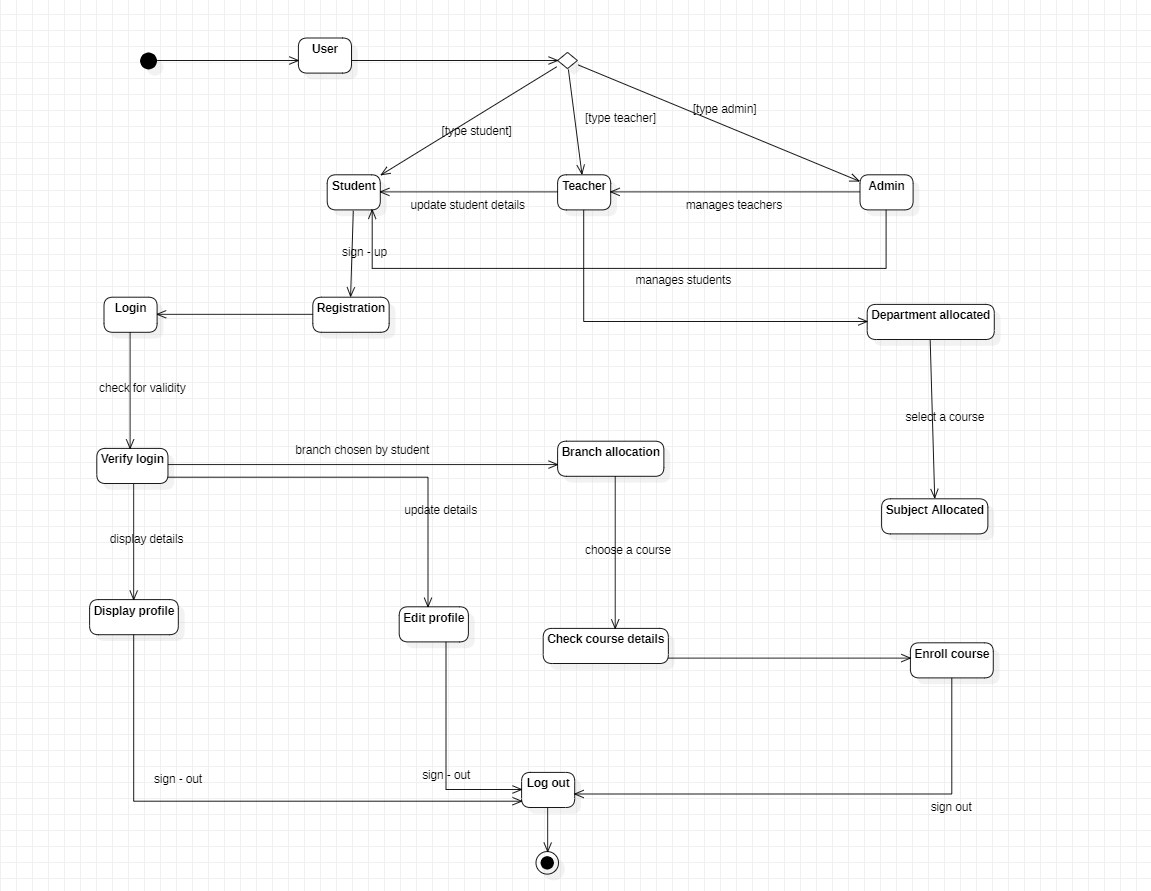 User
[type admin]
[type teacher]
[type student]
Student
Teacher
Admin
update student details
manages teachers
sign - up
manages students
Login
Registration
Department allocated
check for validity
select a course
branch chosen by student
Branch allocation
Verify login
update details
Subject Allocated
display details
choose a course
Display profile
Edit profile
Check course details
Enroll course
sign - out
sign - out
Log out
sign out